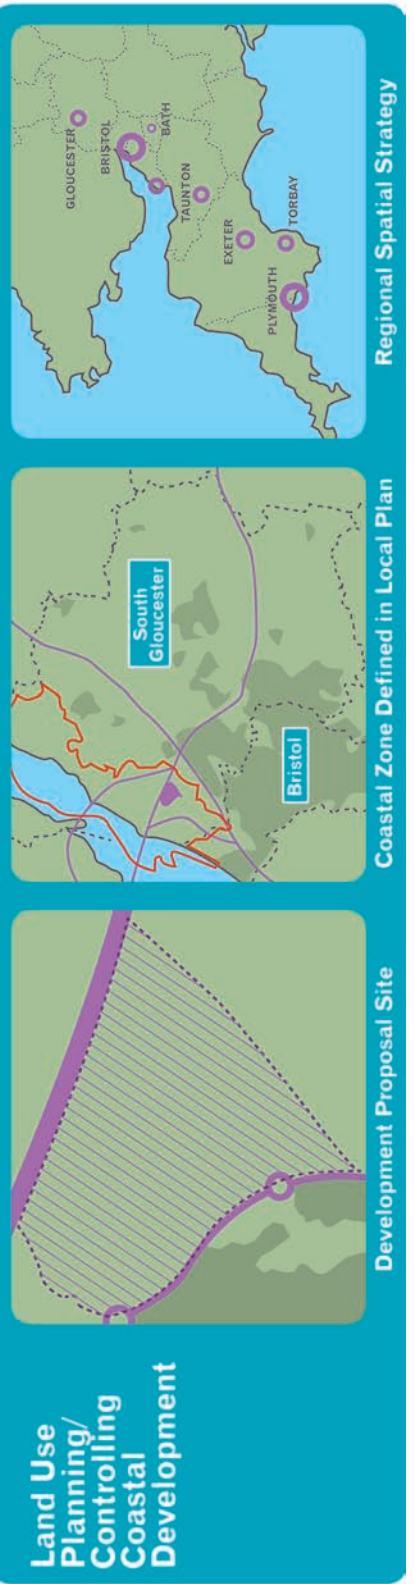 Land Use
Planning/
Controlling
Coastal
Development
Development Proposal Site
South
Gloucester
Bristol
Coastal Zone Defined in Local Plan
GLOUCESTER
BRISTOL
BATH
TAUNTON
EXETER
TORBAY
PLYMOUTH
Regional Spatial Strategy